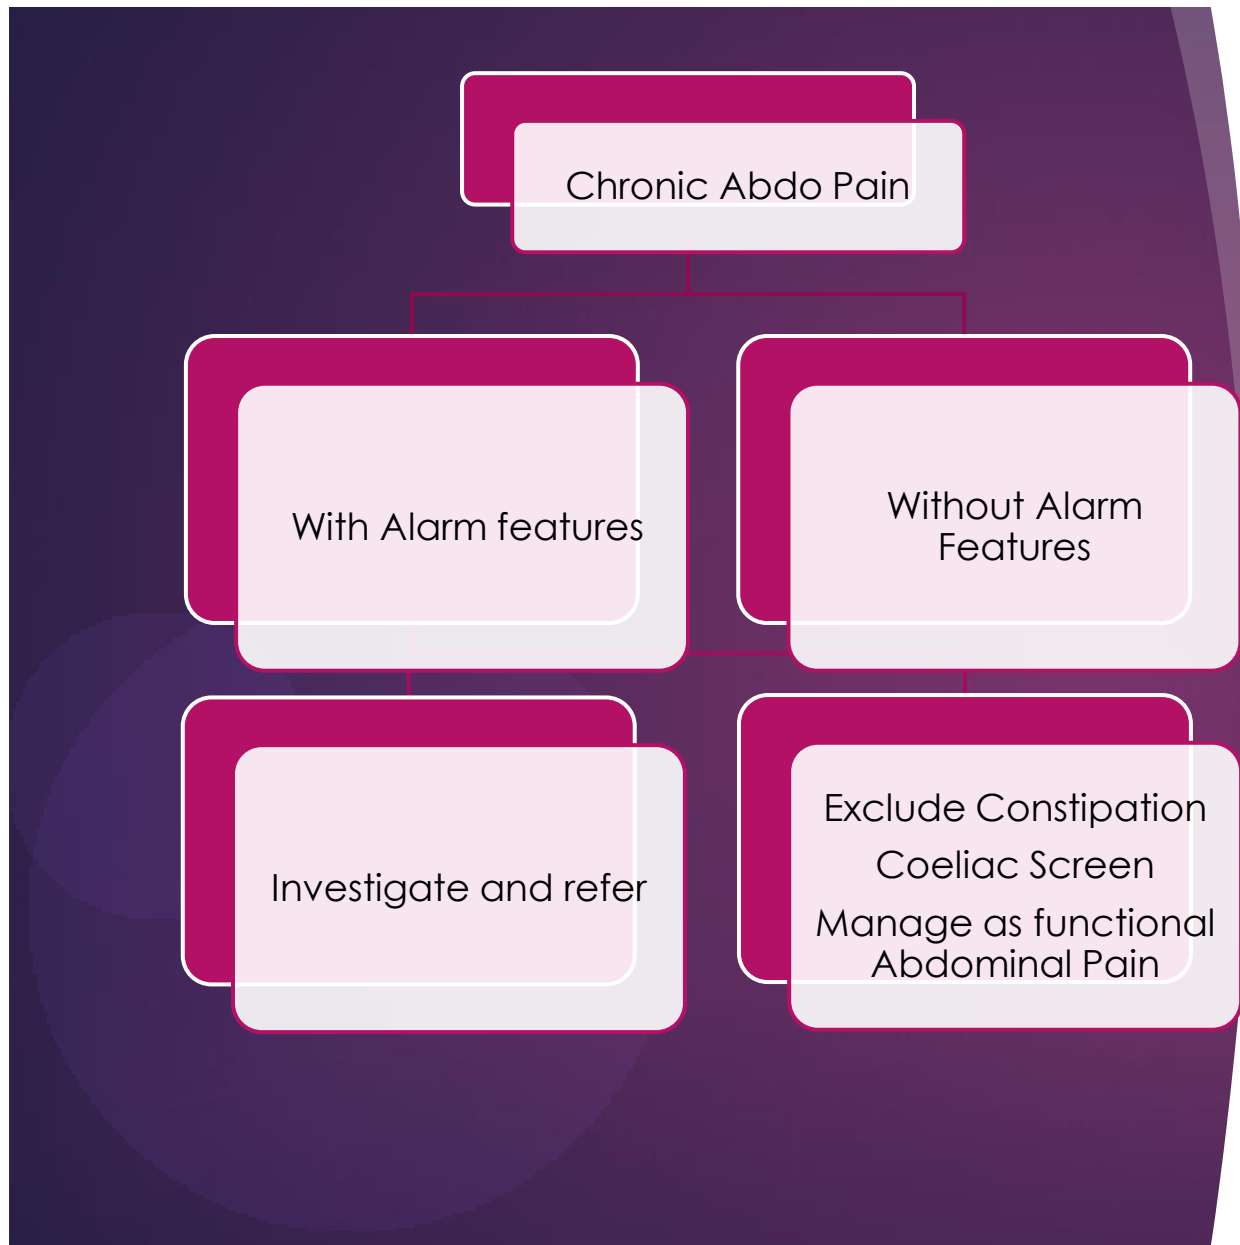 Chronic Abdo Pain
With Alarm features
Without Alarm
Features
Investigate and refer
Exclude Constipation
Coeliac Screen
Manage as functional
Abdominal Pain